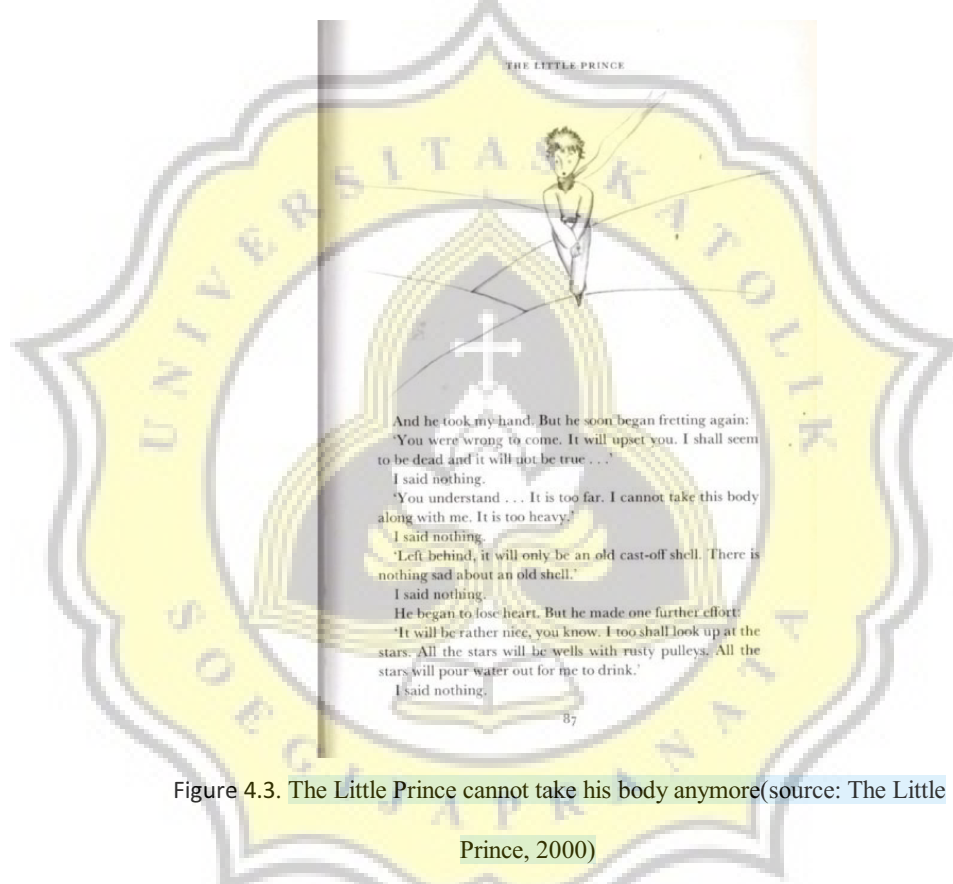 THE LITTLE PRINCE
And he took my hand. But he soon began fretting again:
‘You were wrong to come. It will upset you. I shall seem
to be dead and it will not be true . . .’
I said nothing.
‘You understand . . . It is too far. I cannot take this body
along with me. It is too heavy.’
I said nothing.
‘Left behind, it will only be an old cast-off shell. There is
nothing sad about an old shell.’
I said nothing.
He began to lose heart. But he made one further effort:
‘It will be rather nice, you know. I too shall look up at the
stars. All the stars will be wells with rusty pulleys. All the
stars will pour water out for me to drink.’
I said nothing.
87
Figure 4.3. The Little Prince cannot take his body anymore(source: The Little
Prince, 2000)
UNIVERSITAS KATOLIK
SOEGIJAPRANATA